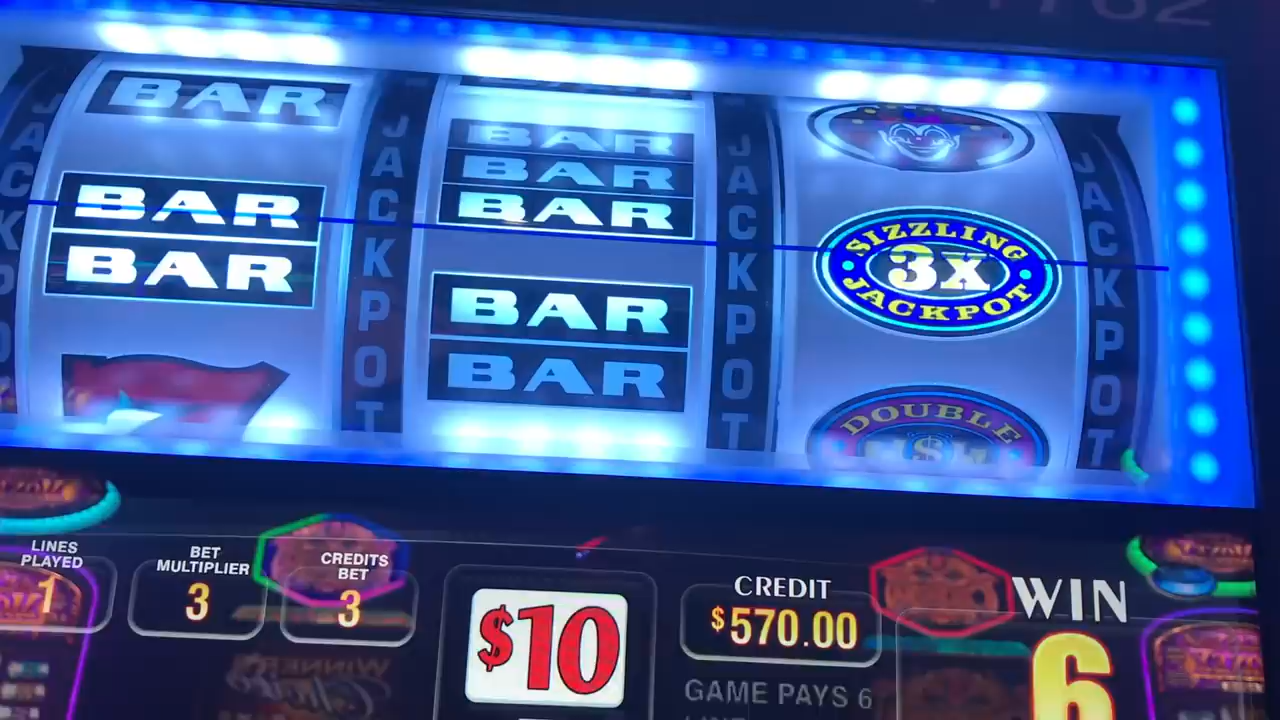 BAR
BAR
BAR
BAR
BAR
BAR
BAR
BAR
JACKPOT
JACKPOT
JACKPOT
SIZZLING
3X
JACKPOT
DOUBLE
$
LINES
PLAYED
1
BET
MULTIPLIER
3
CREDITS
BET
3
$10
CREDIT
$570.00
GAME PAYS 6
WIN
6